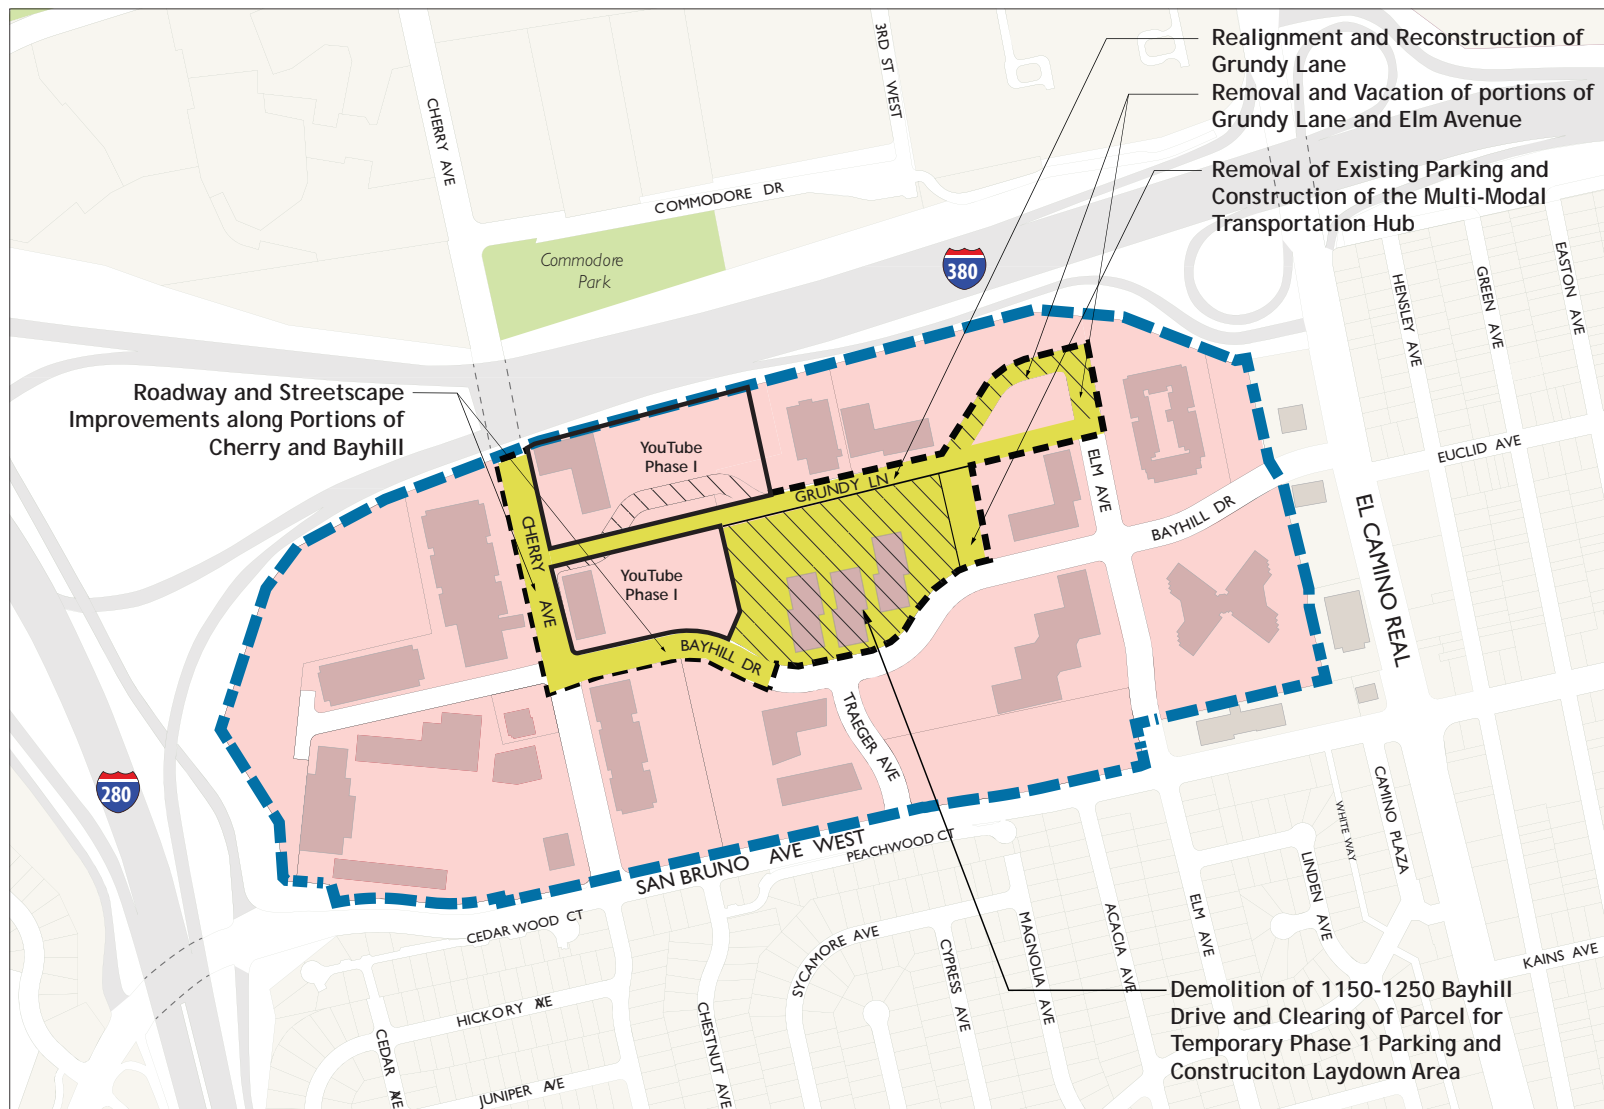 Realignment and Reconstruction of
Grundy Lane
Removal and Vacation of portions of
Grundy Lane and Elm Avenue
Removal of Existing Parking and
Construction of the Multi-Modal
Transportation Hub
3RD ST WEST
CHERRY AVE
COMMODORE DR
Commodore
Park
380
HENSLEY AVE
GREEN AVE
EASTON AVE
Roadway and Streetscape
Improvements along Portions of
Cherry and Bayhill
YouTube
Phase I
GRUNDY LN
ELM AVE
EUCLID AVE
BAYHILL DR
EL CAMINO REAL
CHERRY AVE
YouTube
Phase I
BAYHILL DR
TRAEGER AVE
280
SAN BRUNO AVE WEST
PEACHWOOD CT
WHITE WAY
CAMINO PLAZA
LINDEN AVE
CEDAR WOOD CT
SYCAMORE AVE
CYPRESS AVE
MAGNOLIA AVE
ACACIA AVE
ELM AVE
KAINS AVE
HICKORY AVE
CEDAR AVE
CHESTNUT AVE
JUNIPER AVE
Demolition of 1150-1250 Bayhill
Drive and Clearing of Parcel for
Temporary Phase 1 Parking and
Construciton Laydown Area